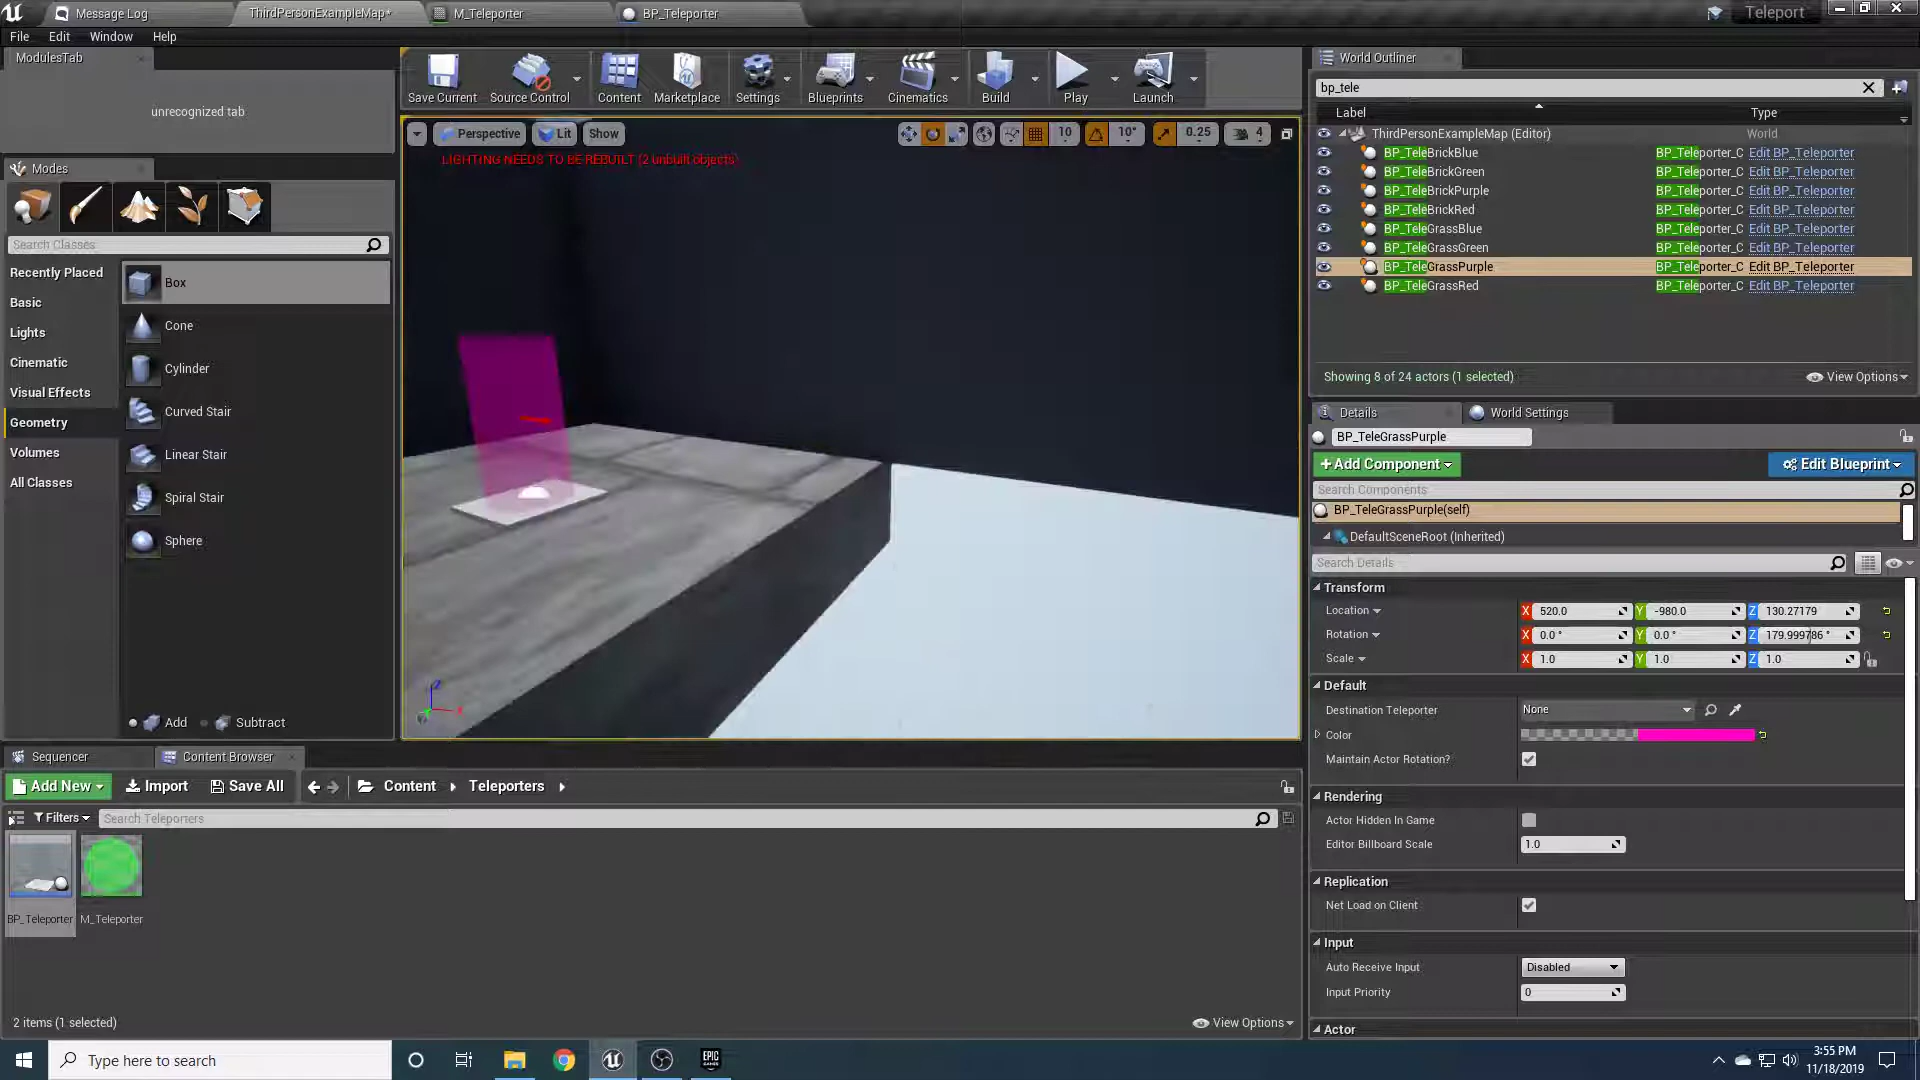 Message Log
ThirdPersonExampleMap*
M_Teleporter
BP_Teleporter
Teleport
File Edit Window Help
ModulesTab
unrecognized tab
Modes
Search Classes
Recently Placed
Basic
Lights
Cinematic
Visual Effects
Geometry
Volumes
All Classes
Box
Cone
Cylinder
Curved Stair
Linear Stair
Spiral Stair
Sphere
Add Subtract
Save Current
Source Control
Content
Marketplace
Settings
Blueprints
Cinematics
Build
Play
Launch
Perspective Lit Show 10 10° 0.25 4
LIGHTING NEEDS TO BE REBUILT (2 unbuilt objects)
World Outliner
bp_tele
Label Type
ThirdPersonExampleMap (Editor) World
BP_TeleBrickBlue BP_Teleporter_C Edit BP_Teleporter
BP_TeleBrickGreen BP_Teleporter_C Edit BP_Teleporter
BP_TeleBrickPurple BP_Teleporter_C Edit BP_Teleporter
BP_TeleBrickRed BP_Teleporter_C Edit BP_Teleporter
BP_TeleGrassBlue BP_Teleporter_C Edit BP_Teleporter
BP_TeleGrassGreen BP_Teleporter_C Edit BP_Teleporter
BP_TeleGrassPurple BP_Teleporter_C Edit BP_Teleporter
BP_TeleGrassRed BP_Teleporter_C Edit BP_Teleporter
Showing 8 of 24 actors (1 selected) View Options
Details World Settings
BP_TeleGrassPurple
+Add Component Edit Blueprint
Search Components
BP_TeleGrassPurple(self)
DefaultSceneRoot (Inherited)
Search Details
Transform
Location X 520.0 Y -980.0 Z 130.27179
Rotation X 0.0 ° Y 0.0 ° Z 179.999786 °
Scale X 1.0 Y 1.0 Z 1.0
Default
Destination Teleporter None
Color
Maintain Actor Rotation?
Rendering
Actor Hidden In Game
Editor Billboard Scale 1.0
Replication
Net Load on Client
Input
Auto Receive Input Disabled
Input Priority 0
Actor
Sequencer Content Browser
Add New Import Save All Content Teleporters
Filters Search Teleporters
BP_Teleporter M_Teleporter
2 items (1 selected) View Options
Type here to search
EPIC GAMES
3:55 PM
11/18/2019